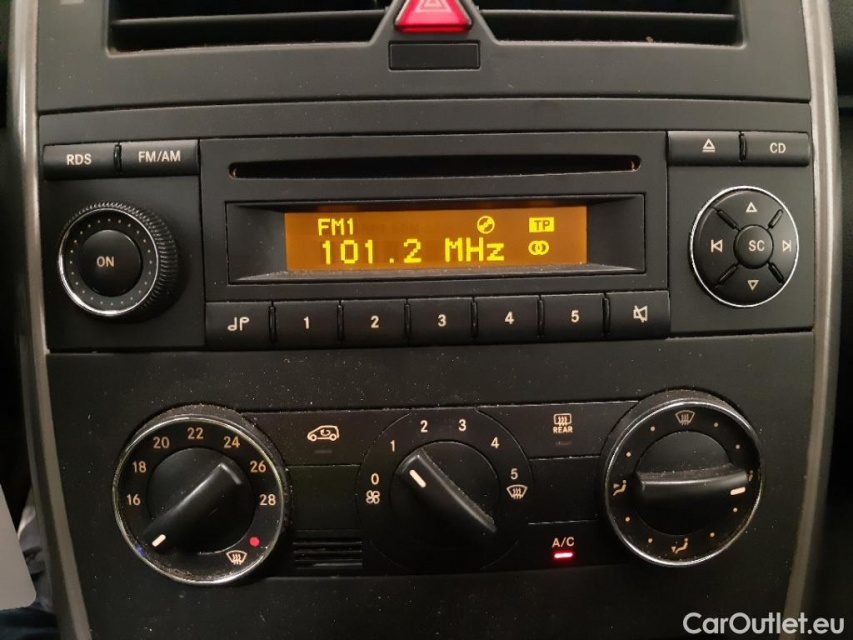 RDS FM/AM CD
FM1 TP
101.2 MHz
ON SC
1 2 3 4 5
16 18 20 22 24 26 28
0 1 2 3 4 5
REAR
A/C
CarOutlet.eu